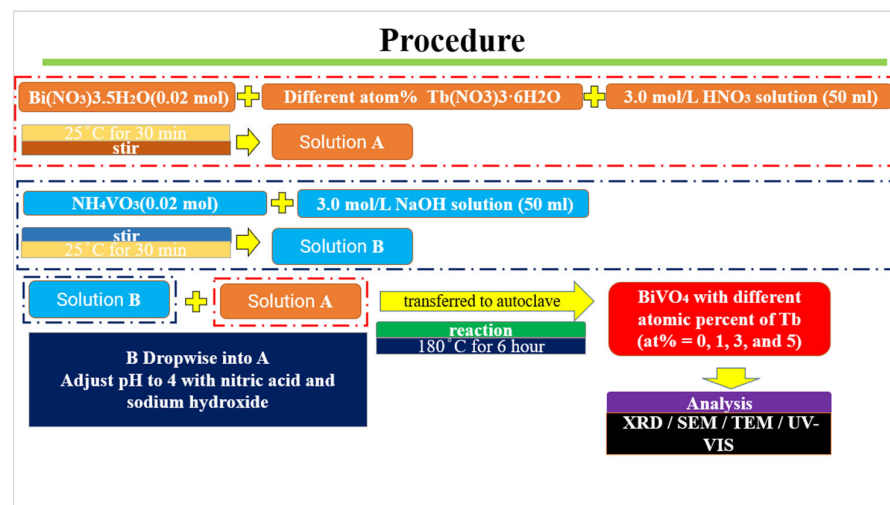 Procedure
Bi(NO₃)3.5H₂O(0.02 mol)
Different atom% Tb(NO3)3·6H2O
3.0 mol/L HNO₃ solution (50 ml)
25˚C for 30 min
stir
Solution A
NH₄VO₃(0.02 mol)
3.0 mol/L NaOH solution (50 ml)
stir
25˚C for 30 min
Solution B
Solution B
Solution A
transferred to autoclave
reaction
180˚C for 6 hour
BiVO₄ with different
atomic percent of Tb
(at% = 0, 1, 3, and 5)
B Dropwise into A
Adjust pH to 4 with nitric acid and
sodium hydroxide
Analysis
XRD / SEM / TEM / UV-
VIS